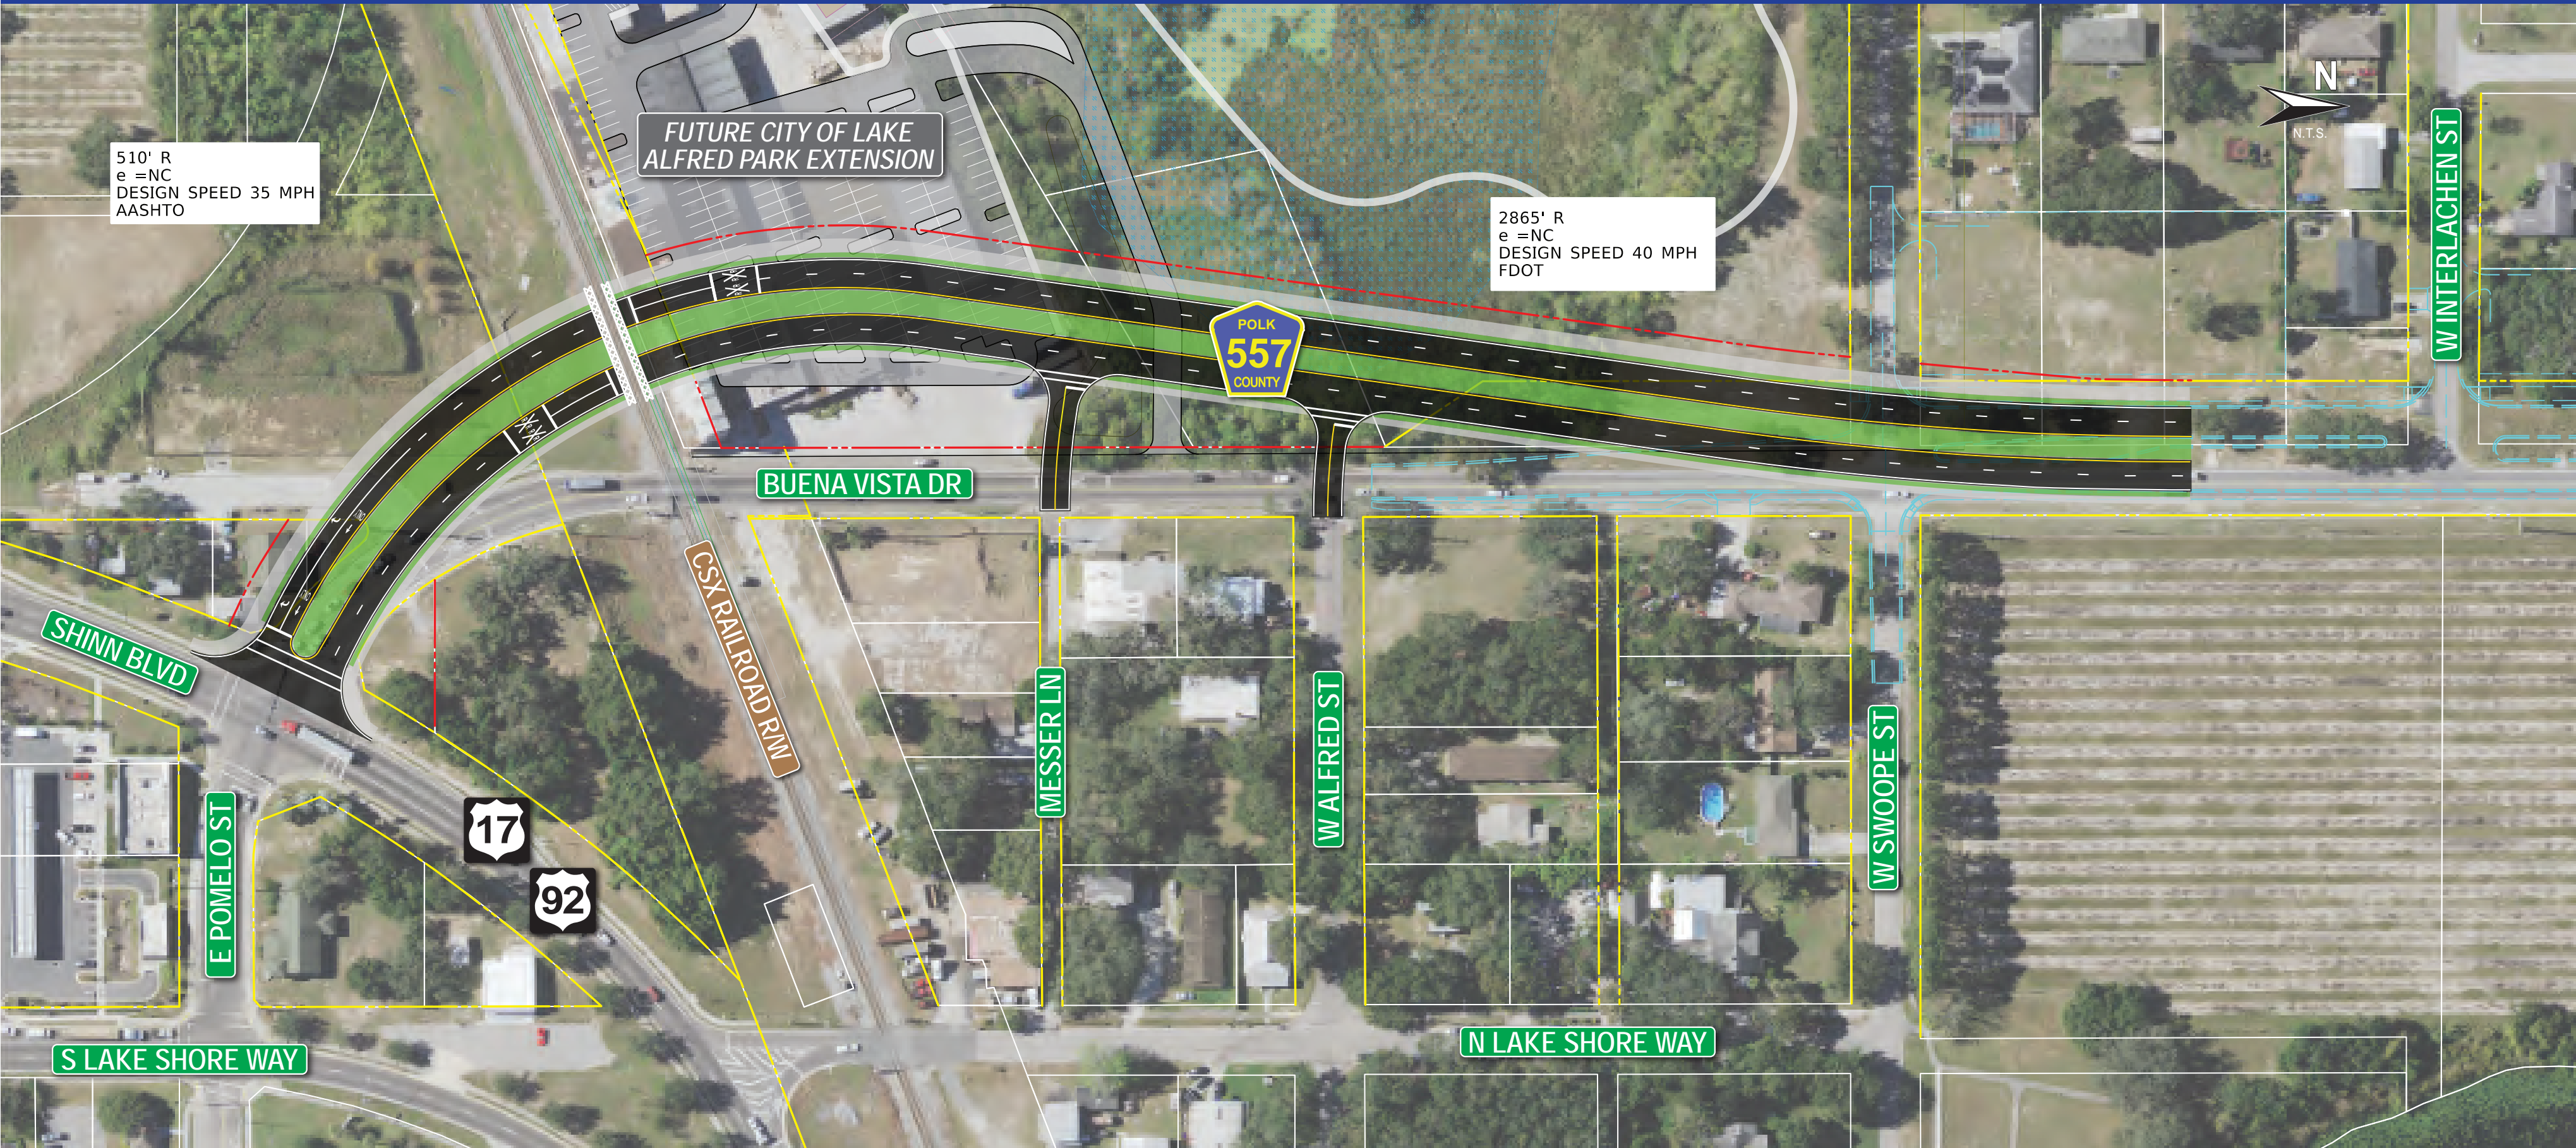 510' R
e =NC
DESIGN SPEED 35 MPH
AASHTO
FUTURE CITY OF LAKE
ALFRED PARK EXTENSION
2865' R
e =NC
DESIGN SPEED 40 MPH
FDOT
N
N.T.S.
W INTERLACHEN ST
POLK
557
COUNTY
BUENA VISTA DR
SHINN BLVD
CSX RAILROAD R/W
MESSER LN
W ALFRED ST
W SWOOPE ST
E POMELO ST
17
92
S LAKE SHORE WAY
N LAKE SHORE WAY